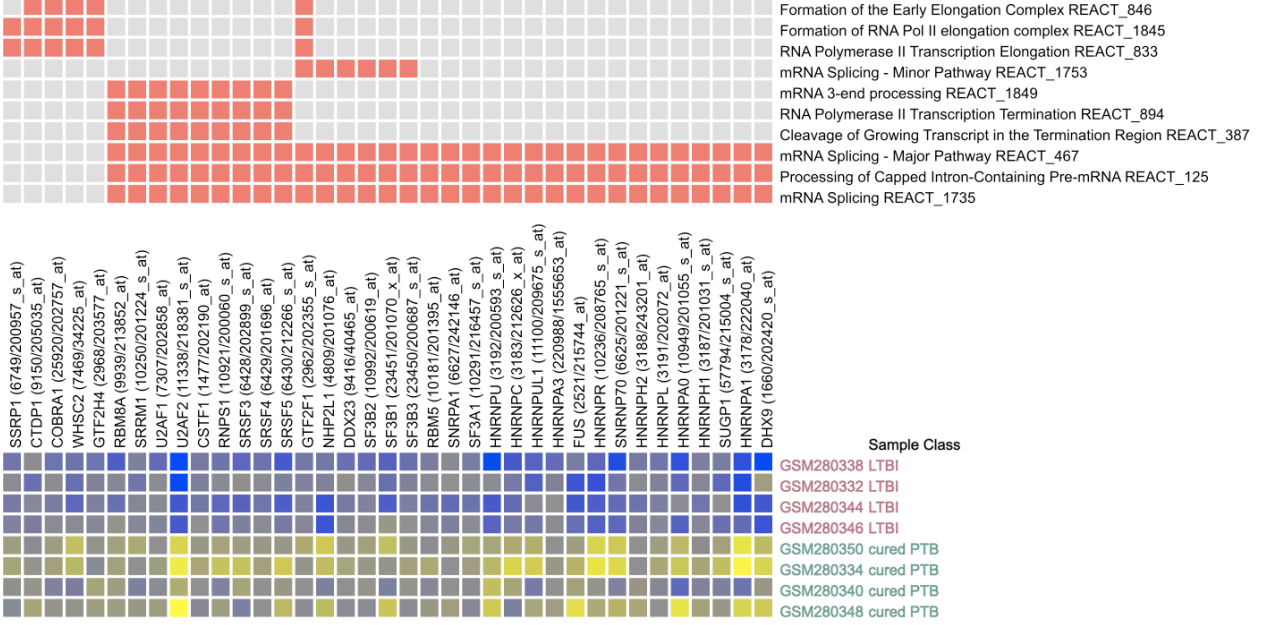 Formation of the Early Elongation Complex REACT_846
Formation of RNA Pol II elongation complex REACT_1845
RNA Polymerase II Transcription Elongation REACT_833
mRNA Splicing - Minor Pathway REACT_1753
mRNA 3-end processing REACT_1849
RNA Polymerase II Transcription Termination REACT_894
Cleavage of Growing Transcript in the Termination Region REACT_387
mRNA Splicing - Major Pathway REACT_467
Processing of Capped Intron-Containing Pre-mRNA REACT_125
mRNA Splicing REACT_1735
SSRP1 (6749/200957_s_at)
CTDP1 (9150/205035_at)
COBRA1 (25920/202757_at)
WHSC2 (7469/34225_at)
GTF2H4 (2968/203577_at)
RBM8A (9939/213852_at)
SRRM1 (10250/201224_s_at)
U2AF1 (7307/202858_at)
U2AF2 (11338/218381_s_at)
CSTF1 (1477/202190_at)
RNPS1 (10921/200060_s_at)
SRSF3 (6428/202899_s_at)
SRSF4 (6429/201696_at)
SRSF5 (6430/212266_s_at)
GTF2F1 (2962/202355_s_at)
NHP2L1 (4809/201076_at)
DDX23 (9416/40465_at)
SF3B2 (10992/200619_at)
SF3B1 (23451/201070_x_at)
SF3B3 (23450/200687_s_at)
RBM5 (10181/201395_at)
SNRPA1 (6627/242146_at)
SF3A1 (10291/216457_s_at)
HNRNPU (3192/200593_s_at)
HNRNPC (3183/212626_x_at)
HNRNPUL1 (11100/209675_s_at)
HNRNPA3 (220988/1555653_at)
FUS (2521/215744_at)
HNRNPR (10236/208765_s_at)
SNRNP70 (6625/201221_s_at)
HNRNPH2 (3188/243201_at)
HNRNPL (3191/202072_at)
HNRNPA0 (10949/201055_s_at)
HNRNPH1 (3187/201031_s_at)
SUGP1 (57794/215004_s_at)
HNRNPA1 (3178/222040_at)
DHX9 (1660/202420_s_at)
Sample Class
GSM280338 LTBI
GSM280332 LTBI
GSM280344 LTBI
GSM280346 LTBI
GSM280350 cured PTB
GSM280334 cured PTB
GSM280340 cured PTB
GSM280348 cured PTB